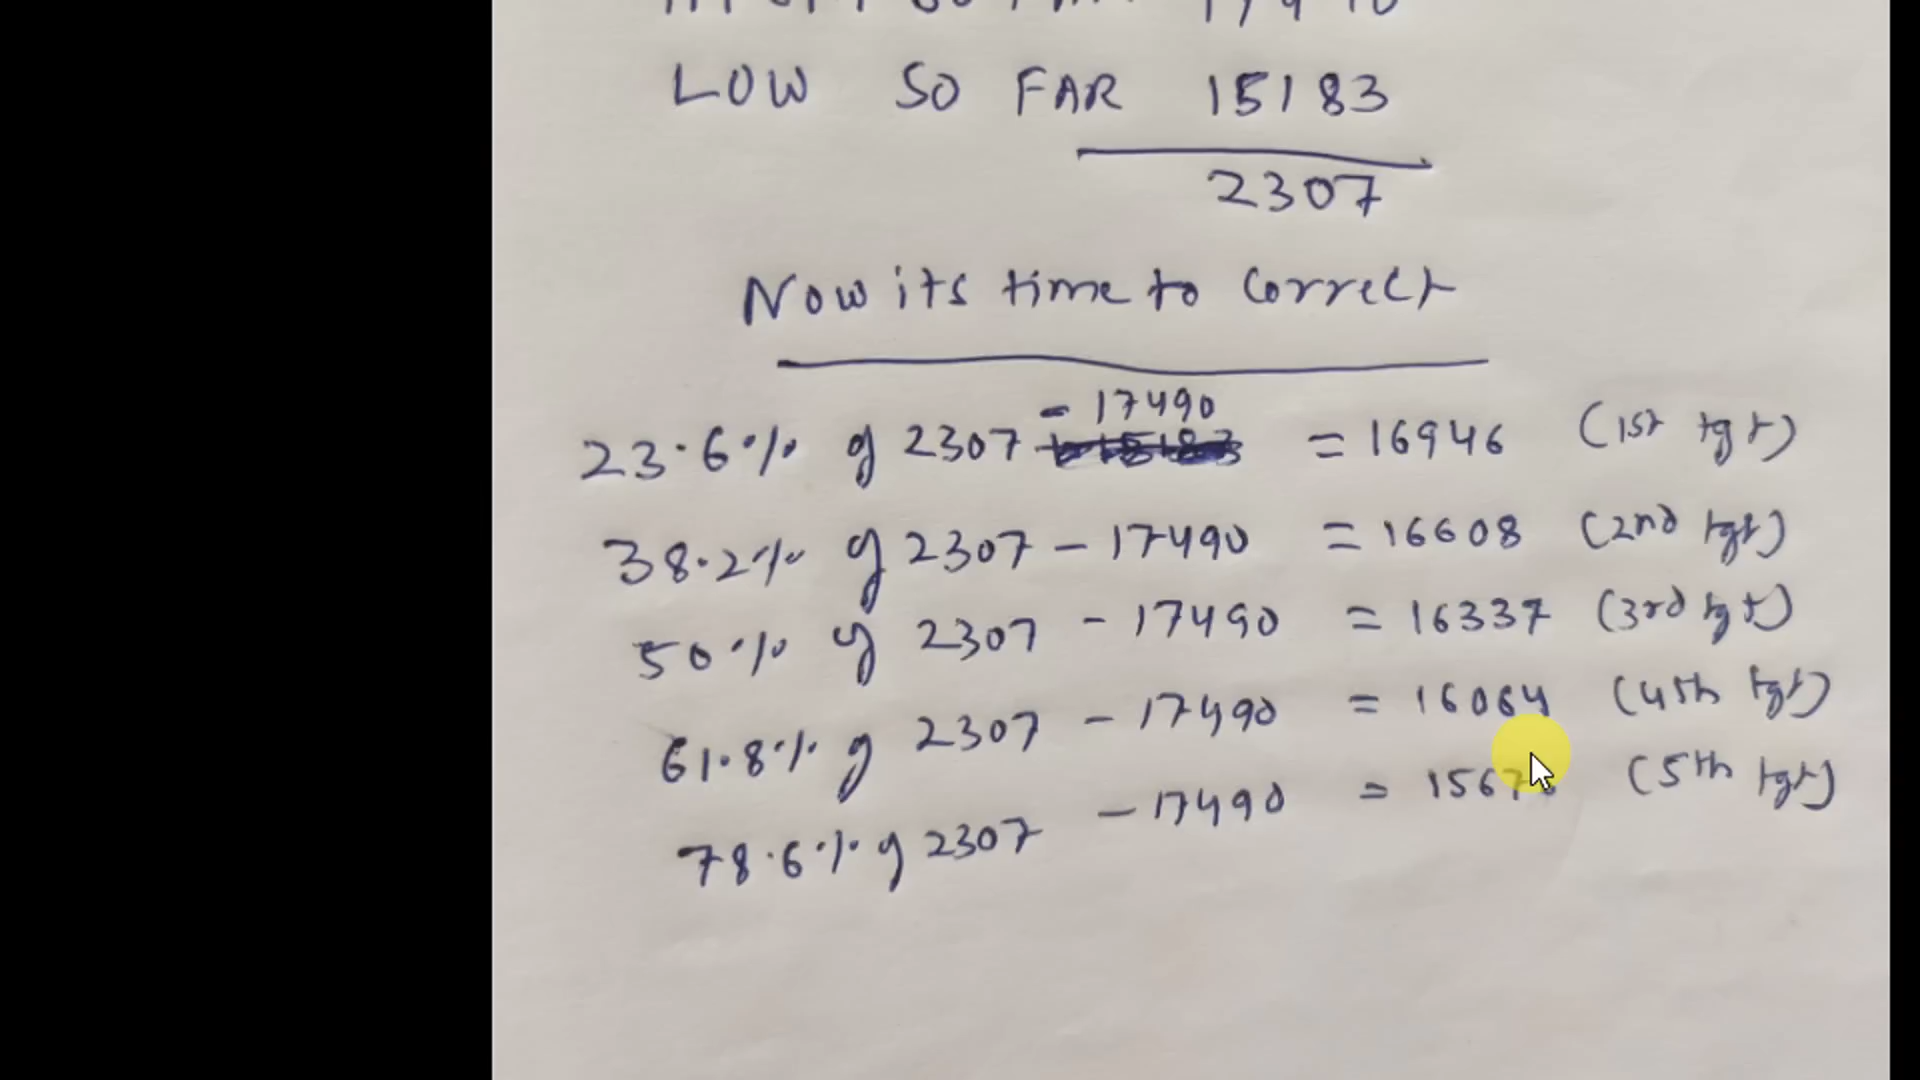 17490
LOW SO FAR 15183
2307
Now its time to correct
- 17490
23.6% of 2307 = 16946 (1st tgt)
38.2% of 2307 - 17490 = 16608 (2nd tgt)
50% of 2307 - 17490 = 16337 (3rd tgt)
61.8% of 2307 - 17490 = 16064 (4th tgt)
78.6% of 2307 - 17490 = (5th tgt)